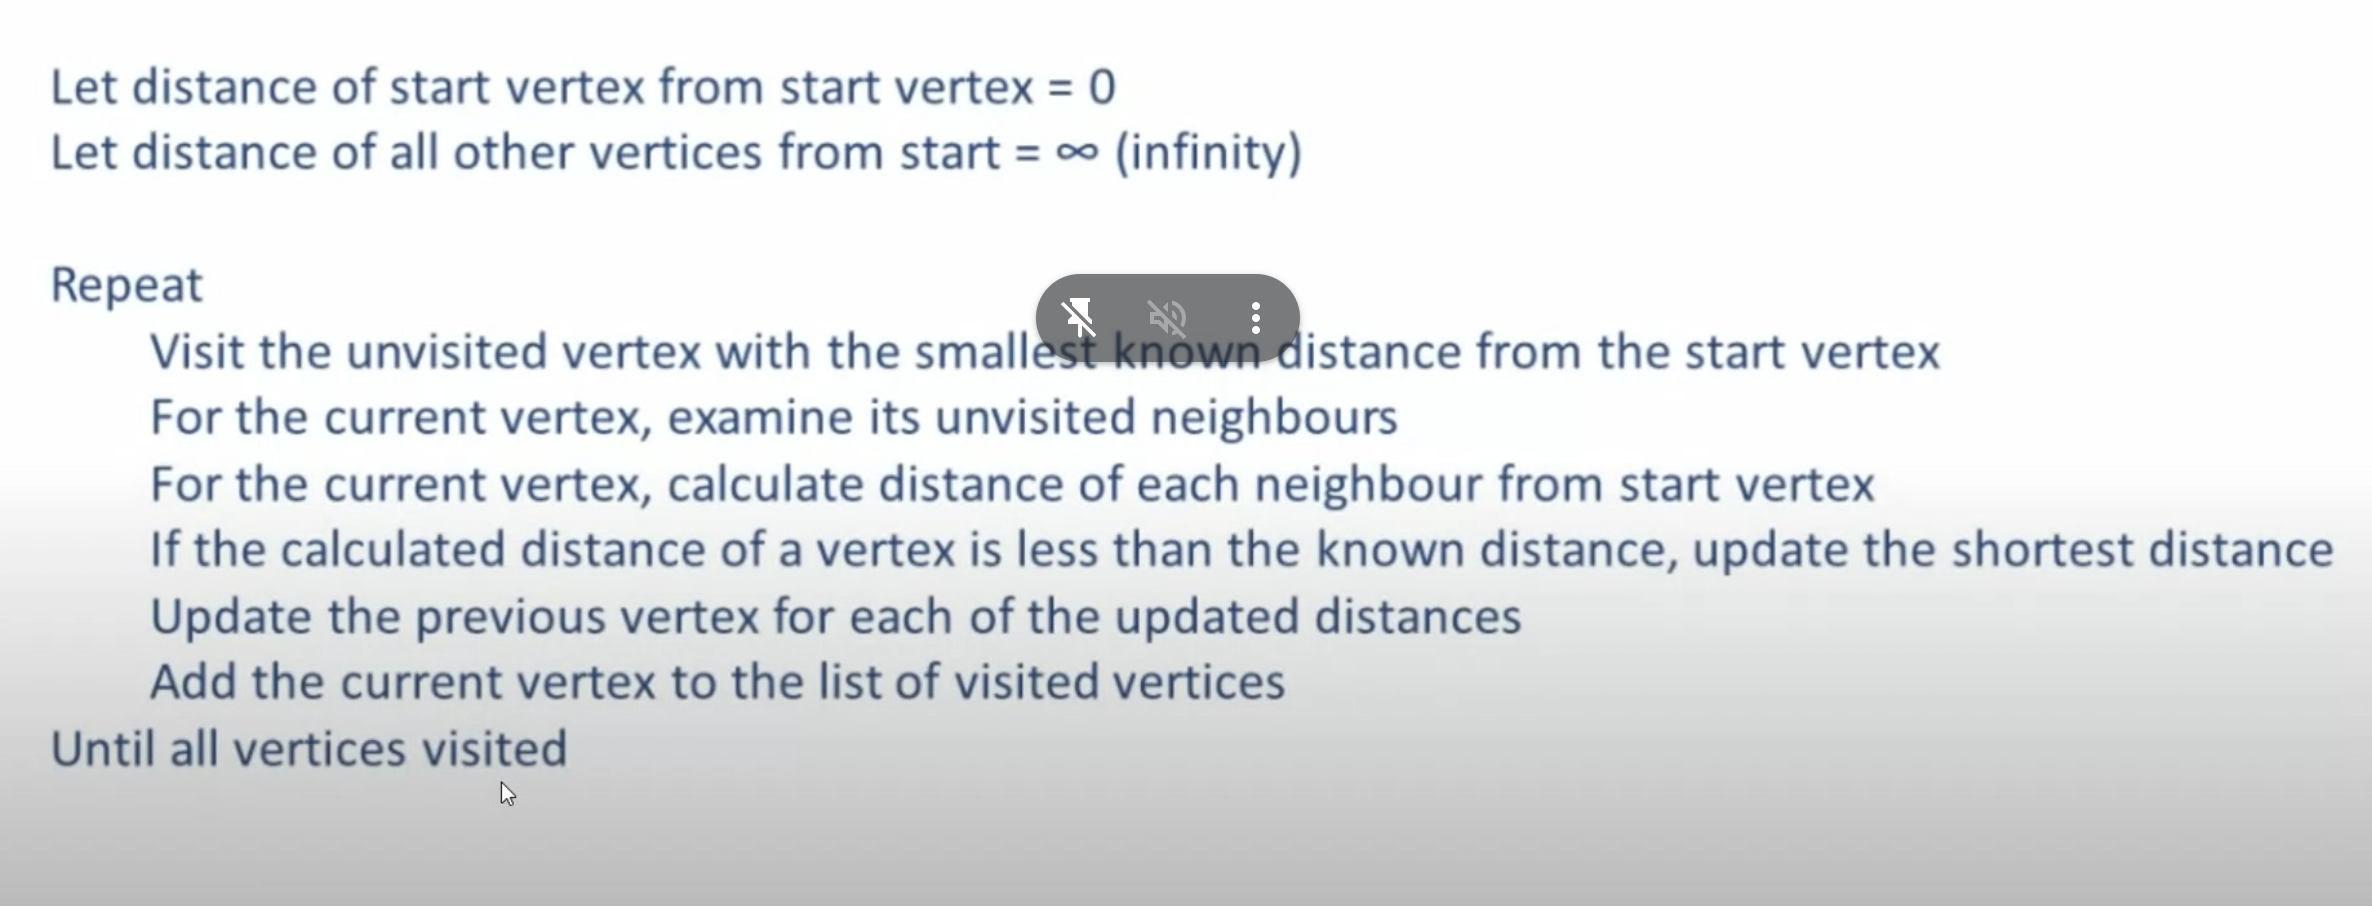 Let distance of start vertex from start vertex = 0
Let distance of all other vertices from start = ∞ (infinity)
Repeat
Visit the unvisited vertex with the smallest known distance from the start vertex
For the current vertex, examine its unvisited neighbours
For the current vertex, calculate distance of each neighbour from start vertex
If the calculated distance of a vertex is less than the known distance, update the shortest distance
Update the previous vertex for each of the updated distances
Add the current vertex to the list of visited vertices
Until all vertices visited